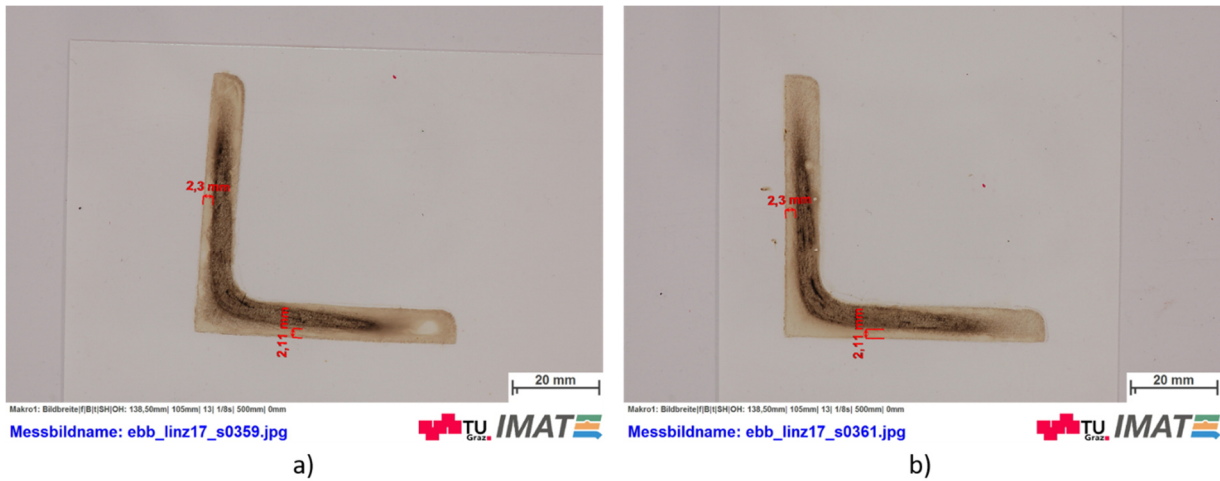 2,3 mm
2,11 mm
20 mm
Makro1: Bildbreite|f|B|t|SH|OH: 138,50mm| 105mm| 13| 1/8s| 500mm| 0mm
Messbildname: ebb_linz17_s0359.jpg
TU
Graz
IMAT
a)
2,3 mm
2,11 mm
20 mm
Makro1: Bildbreite|f|B|t|SH|OH: 138,50mm| 105mm| 13| 1/8s| 500mm| 0mm
Messbildname: ebb_linz17_s0361.jpg
TU
Graz
IMAT
b)